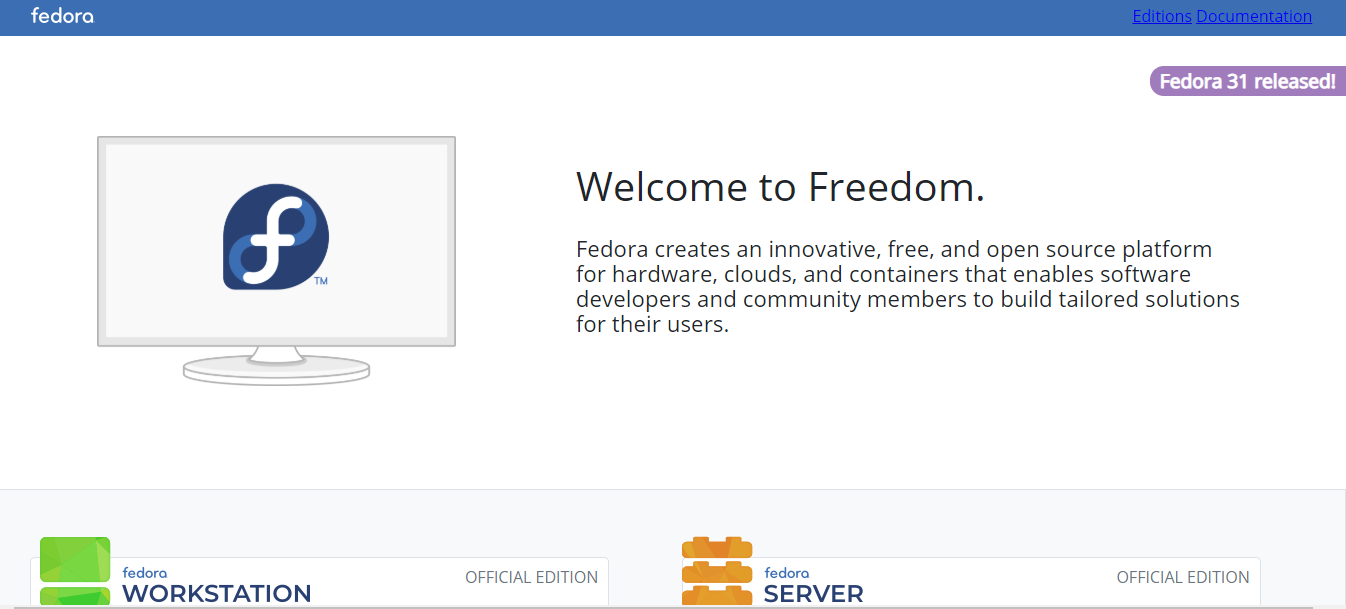 fedora
Editions Documentation
Fedora 31 released!
TM
Welcome to Freedom.
Fedora creates an innovative, free, and open source platform
for hardware, clouds, and containers that enables software
developers and community members to build tailored solutions
for their users.
fedora
WORKSTATION
OFFICIAL EDITION
fedora
SERVER
OFFICIAL EDITION